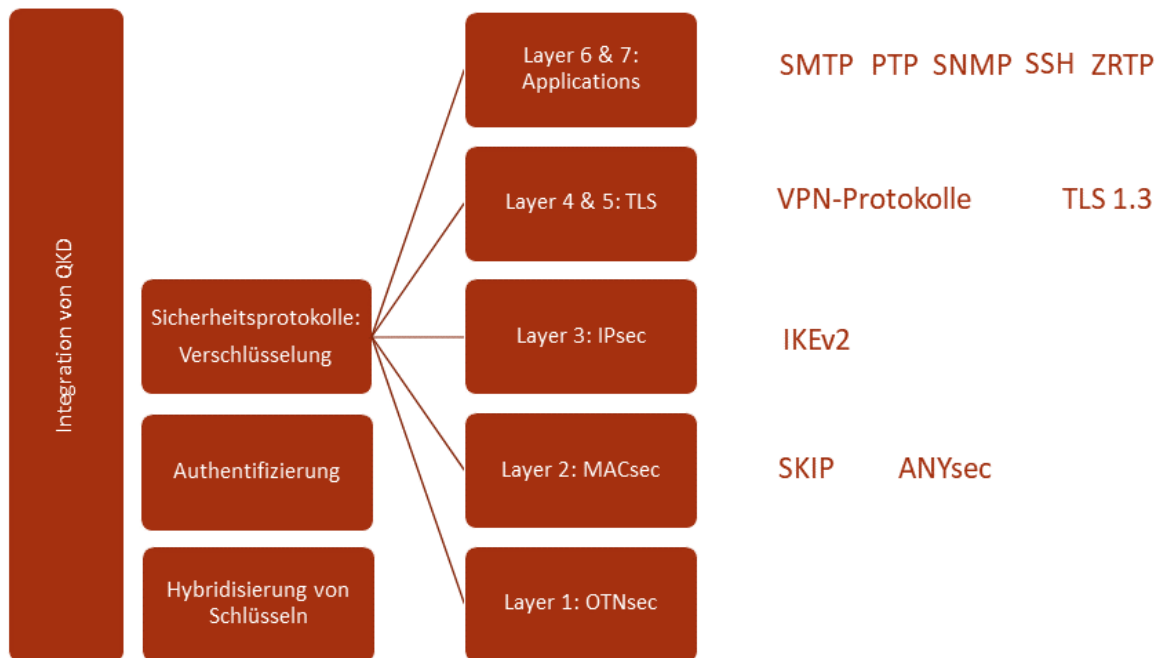 Integration von QKD
Sicherheitsprotokolle:
Verschlüsselung
Authentifizierung
Hybridisierung von
Schlüsseln
Layer 6 & 7:
Applications
SMTP PTP SNMP SSH ZRTP
Layer 4 & 5: TLS
VPN-Protokolle TLS 1.3
Layer 3: IPsec
IKEv2
Layer 2: MACsec
SKIP ANYsec
Layer 1: OTNsec